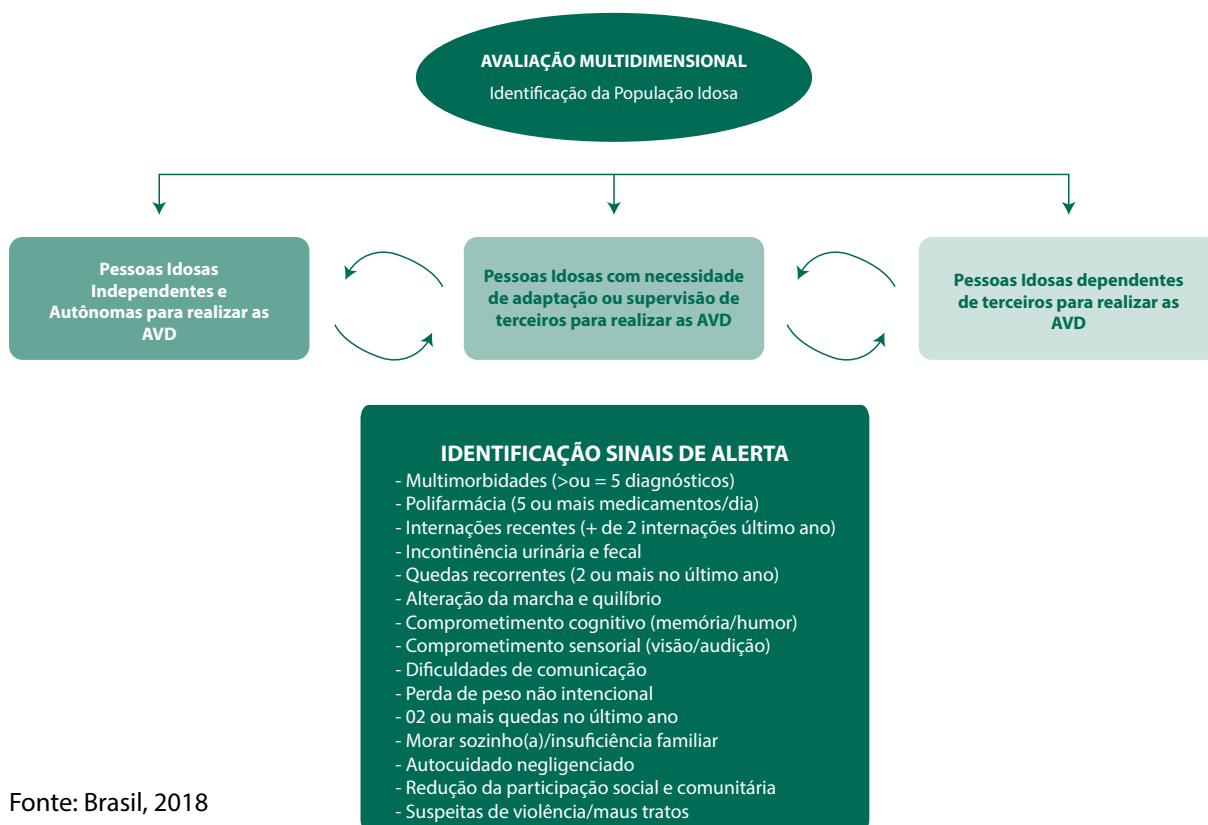 AVALIAÇÃO MULTIDIMENSIONAL
Identificação da População Idosa
Pessoas Idosas
Independentes e
Autônomas para realizar as
AVD
Pessoas Idosas com necessidade
de adaptação ou supervisão de
terceiros para realizar as AVD
Pessoas Idosas dependentes
de terceiros para realizar as
AVD
IDENTIFICAÇÃO SINAIS DE ALERTA
- Multimorbidades (>ou = 5 diagnósticos)
- Polifarmácia (5 ou mais medicamentos/dia)
- Internações recentes (+ de 2 internações último ano)
- Incontinência urinária e fecal
- Quedas recorrentes (2 ou mais no último ano)
- Alteração da marcha e quilíbrio
- Comprometimento cognitivo (memória/humor)
- Comprometimento sensorial (visão/audição)
- Dificuldades de comunicação
- Perda de peso não intencional
- 02 ou mais quedas no último ano
- Morar sozinho(a)/insuficiência familiar
- Autocuidado negligenciado
- Redução da participação social e comunitária
- Suspeitas de violência/maus tratos
Fonte: Brasil, 2018